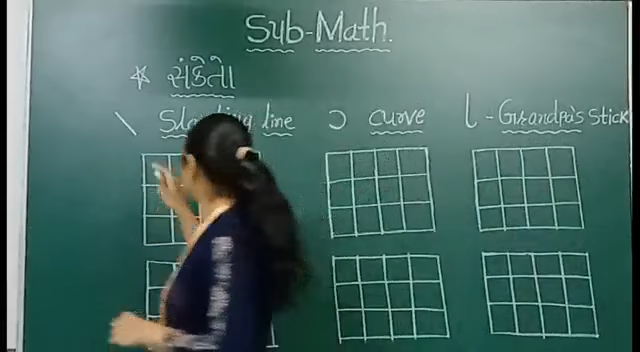 Sub-Math.
* સંકેતો
\ line
Ɔ curve
l - Grandpa's Stick